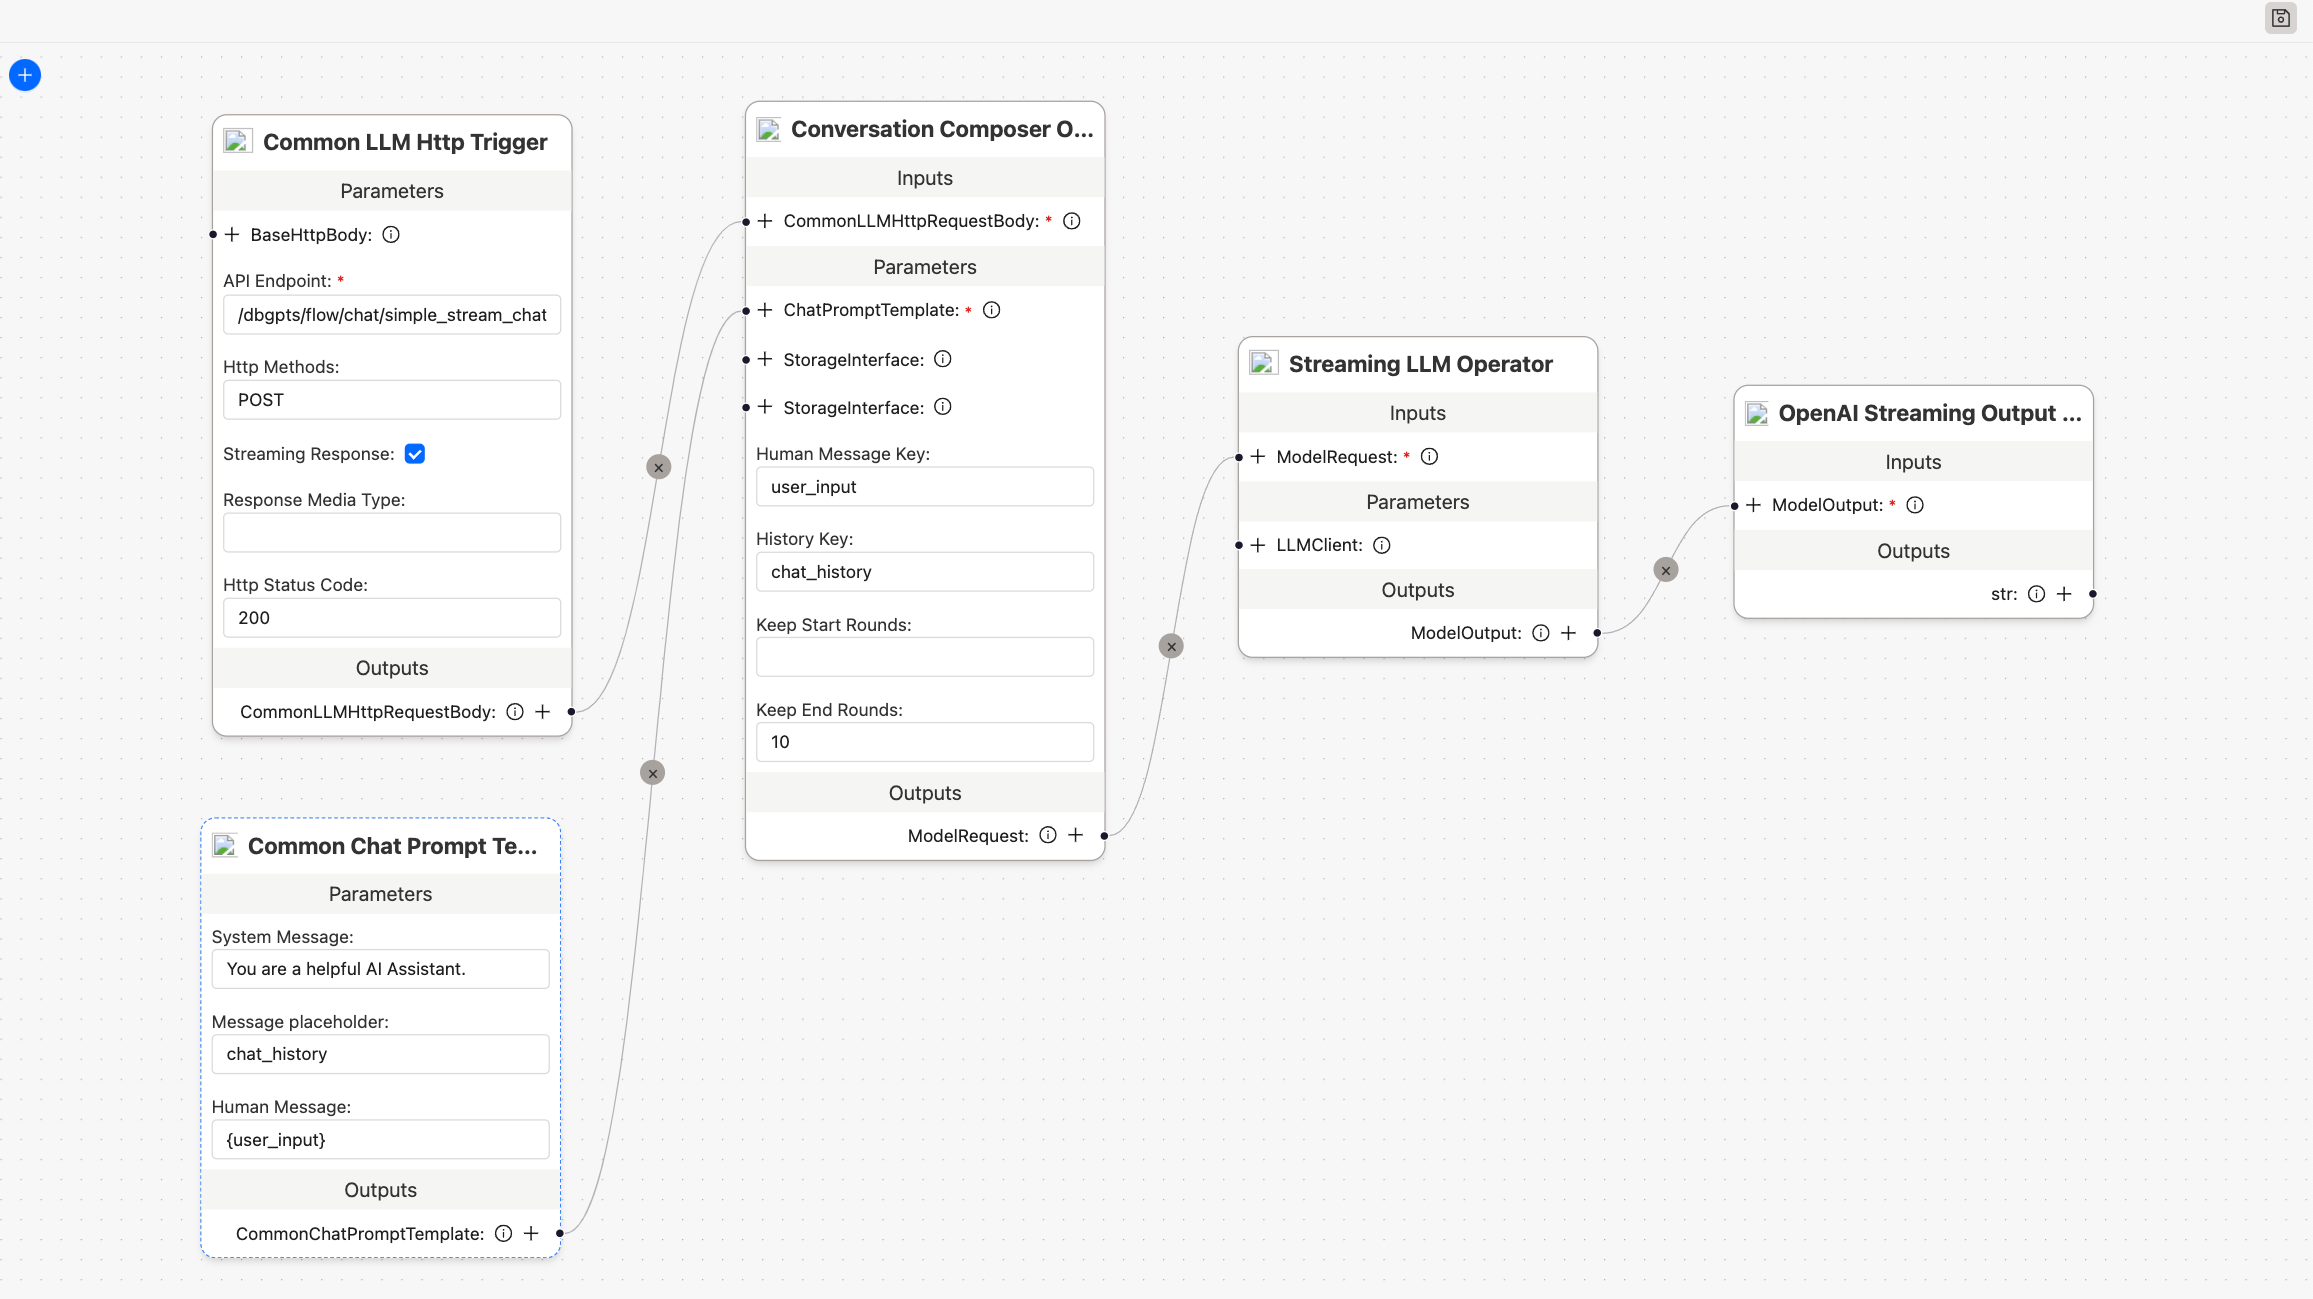 Common LLM Http Trigger
Parameters
BaseHttpBody:
API Endpoint: *
/dbgpts/flow/chat/simple_stream_chat
Http Methods:
POST
Streaming Response:
Response Media Type:
Http Status Code:
200
Outputs
CommonLLMHttpRequestBody:
Common Chat Prompt Te...
Parameters
System Message:
You are a helpful AI Assistant.
Message placeholder:
chat_history
Human Message:
{user_input}
Outputs
CommonChatPromptTemplate:
Conversation Composer O...
Inputs
CommonLLMHttpRequestBody: *
Parameters
ChatPromptTemplate: *
StorageInterface:
StorageInterface:
Human Message Key:
user_input
History Key:
chat_history
Keep Start Rounds:
Keep End Rounds:
10
Outputs
ModelRequest:
Streaming LLM Operator
Inputs
ModelRequest: *
Parameters
LLMClient:
Outputs
ModelOutput:
OpenAI Streaming Output ...
Inputs
ModelOutput: *
Outputs
str: